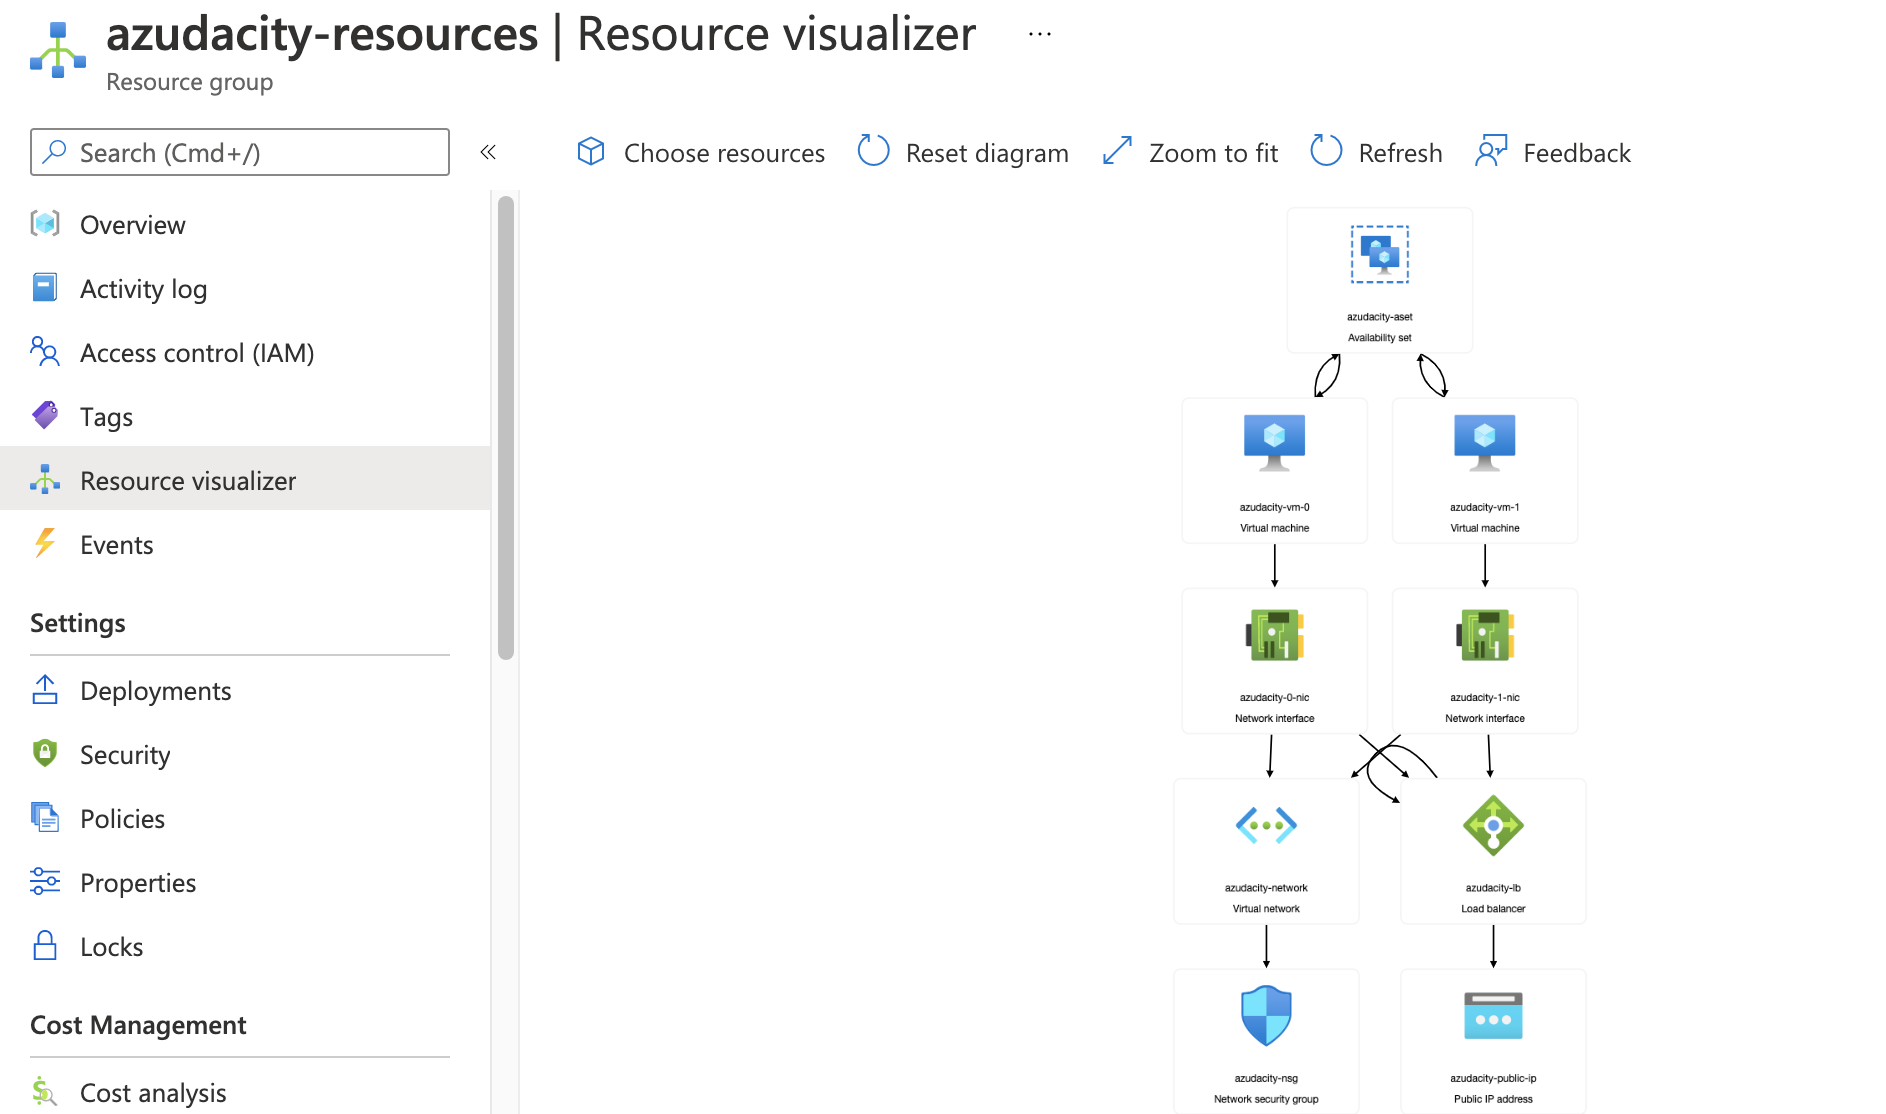 azudacity-resources | Resource visualizer ...
Resource group
Search (Cmd+/)
«
Choose resources
Reset diagram
Zoom to fit
Refresh
Feedback
Overview
Activity log
Access control (IAM)
Tags
Resource visualizer
Events
Settings
Deployments
Security
Policies
Properties
Locks
Cost Management
Cost analysis
azudacity-aset
Availability set
azudacity-vm-0
Virtual machine
azudacity-vm-1
Virtual machine
azudacity-0-nic
Network interface
azudacity-1-nic
Network interface
azudacity-network
Virtual network
azudacity-lb
Load balancer
azudacity-nsg
Network security group
azudacity-public-ip
Public IP address